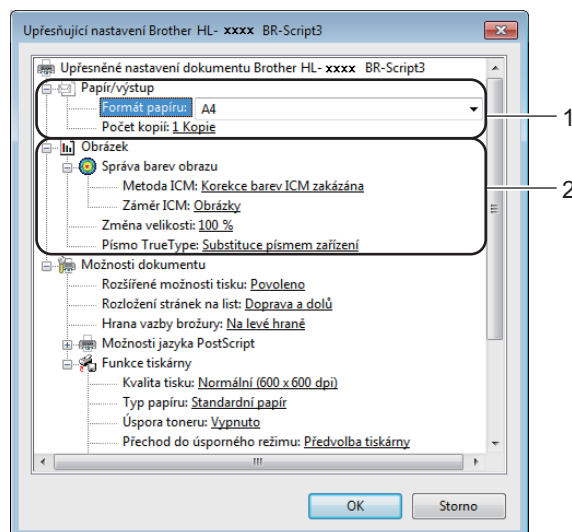 Upřesňující nastavení Brother HL- xxxx BR-Script3
Upřesněné nastavení dokumentu Brother HL- xxxx BR-Script3
Papír/výstup
Formát papíru: A4
Počet kopií: 1 Kopie
1
Obrázek
Správa barev obrazu
Metoda ICM: Korekce barev ICM zakázána
2
Záměr ICM: Obrázky
Změna velikosti: 100 %
Písmo TrueType: Substituce písmem zařízení
Možnosti dokumentu
Rozšířené možnosti tisku: Povoleno
Rozložení stránek na list: Doprava a dolů
Hrana vazby brožury: Na levé hraně
Možnosti jazyka PostScript
Funkce tiskárny
Kvalita tisku: Normální (600 x 600 dpi)
Typ papíru: Standardní papír
Úspora toneru: Vypnuto
Přechod do úsporného režimu: Předvolba tiskárny
OK Storno